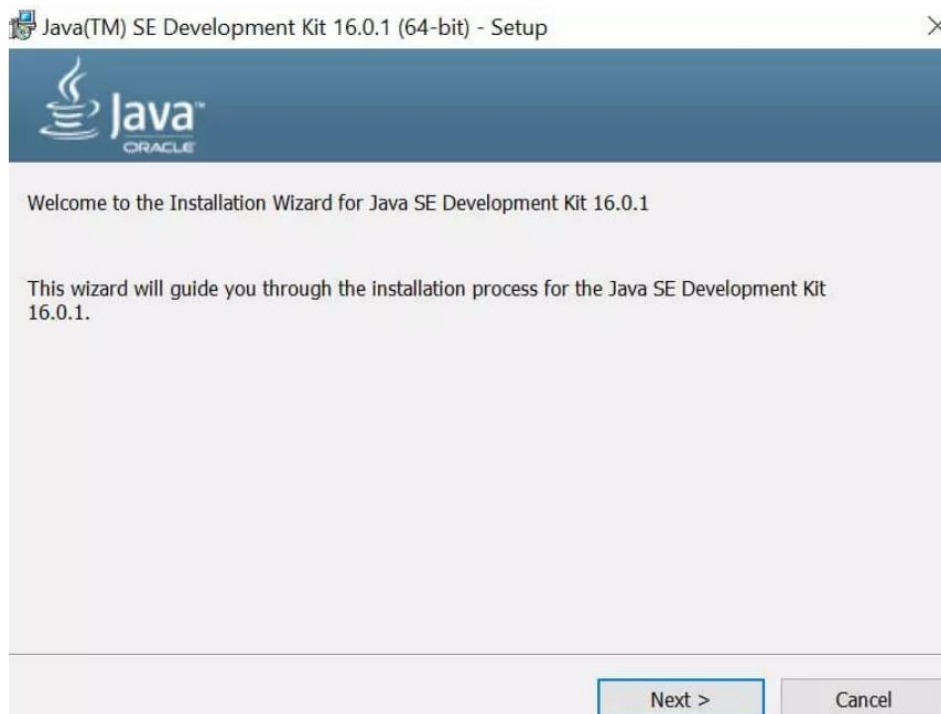 Java(TM) SE Development Kit 16.0.1 (64-bit) - Setup
Java™
ORACLE
Welcome to the Installation Wizard for Java SE Development Kit 16.0.1
This wizard will guide you through the installation process for the Java SE Development Kit
16.0.1.
Next >
Cancel